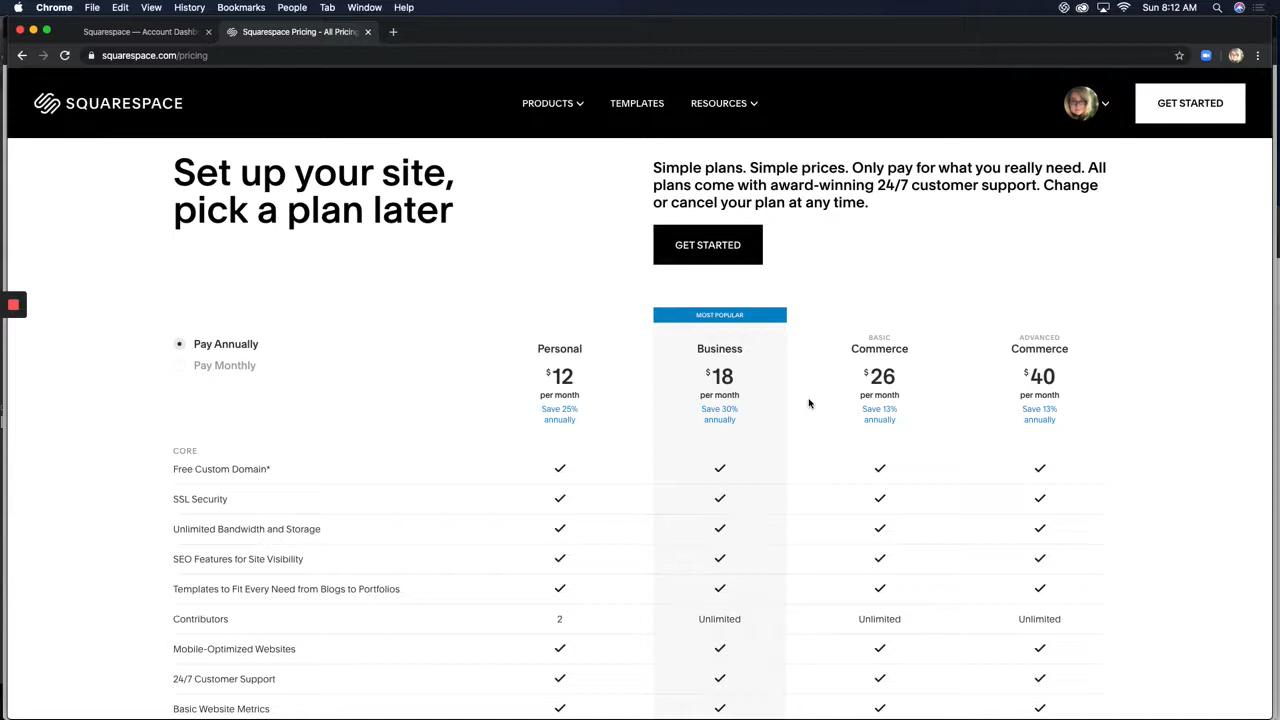 Chrome File Edit View History Bookmarks People Tab Window Help
Sun 8:12 AM
Squarespace — Account Dashb
Squarespace Pricing - All Pricing
squarespace.com/pricing
SQUARESPACE
PRODUCTS TEMPLATES RESOURCES
GET STARTED
Set up your site,
pick a plan later
Simple plans. Simple prices. Only pay for what you really need. All
plans come with award-winning 24/7 customer support. Change
or cancel your plan at any time.
GET STARTED
Pay Annually
Pay Monthly
MOST POPULAR
BASIC ADVANCED
Personal Business Commerce Commerce
$12 $18 $26 $40
per month per month per month per month
Save 25% Save 30% Save 13% Save 13%
annually annually annually annually
CORE
Free Custom Domain*
SSL Security
Unlimited Bandwidth and Storage
SEO Features for Site Visibility
Templates to Fit Every Need from Blogs to Portfolios
Contributors 2 Unlimited Unlimited Unlimited
Mobile-Optimized Websites
24/7 Customer Support
Basic Website Metrics